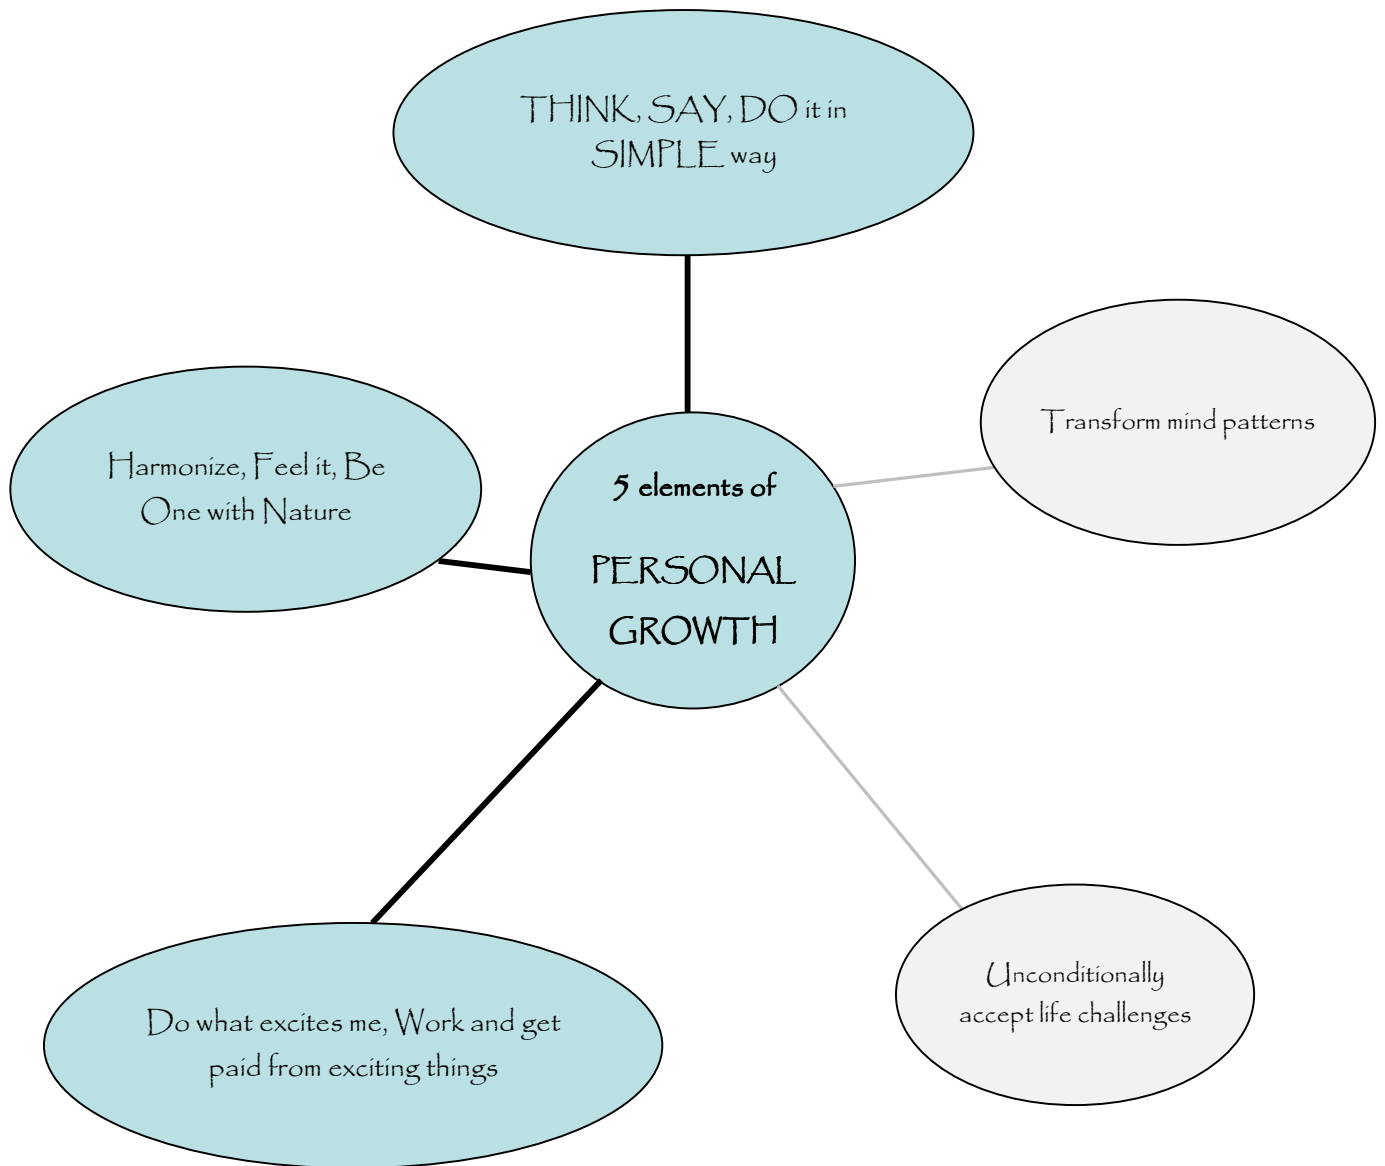 THINK, SAY, DO it in
SIMPLE way
Transform mind patterns
Harmonize, Feel it, Be
One with Nature
5 elements of
PERSONAL
GROWTH
Unconditionally
accept life challenges
Do what excites me, Work and get
paid from exciting things